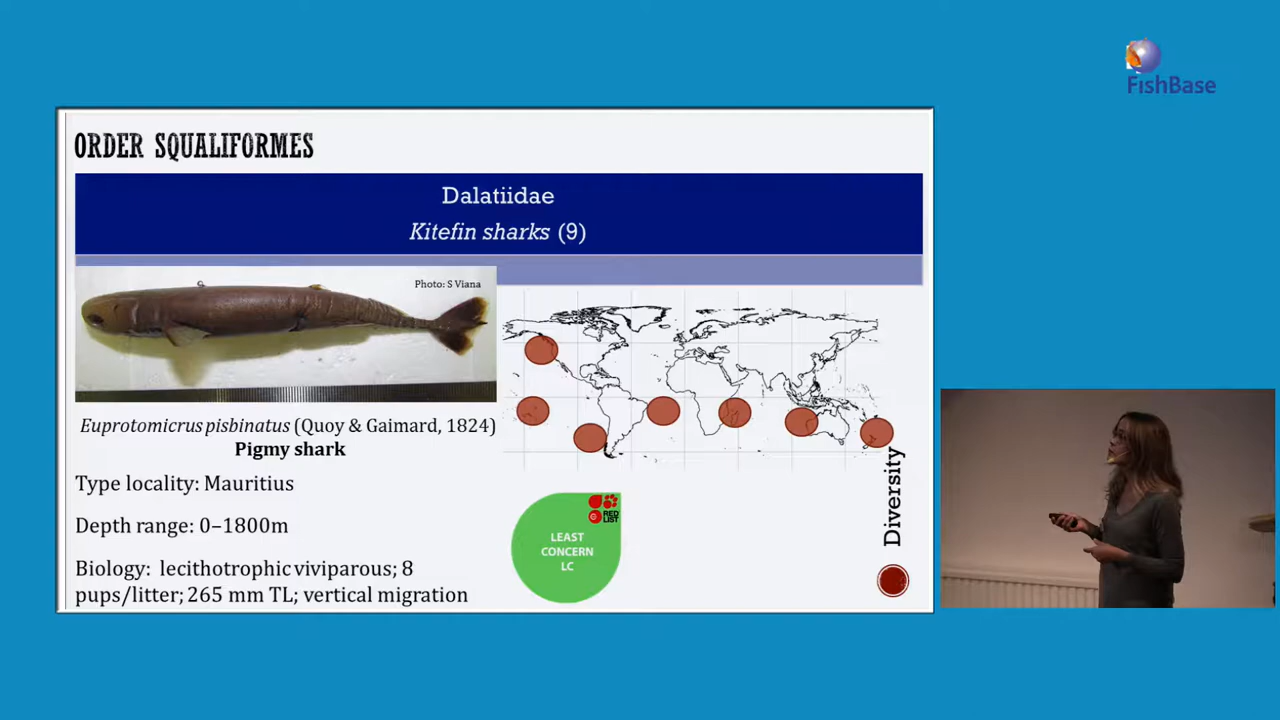 FishBase
ORDER SQUALIFORMES
Dalatiidae
Kitefin sharks (9)
Photo: S Viana
Euprotomicrus pisbinatus (Quoy & Gaimard, 1824)
Pigmy shark
Type locality: Mauritius
Depth range: 0–1800m
Biology: lecithotrophic viviparous; 8
pups/litter; 265 mm TL; vertical migration
RED
LIST
LEAST
CONCERN
LC
Diversity